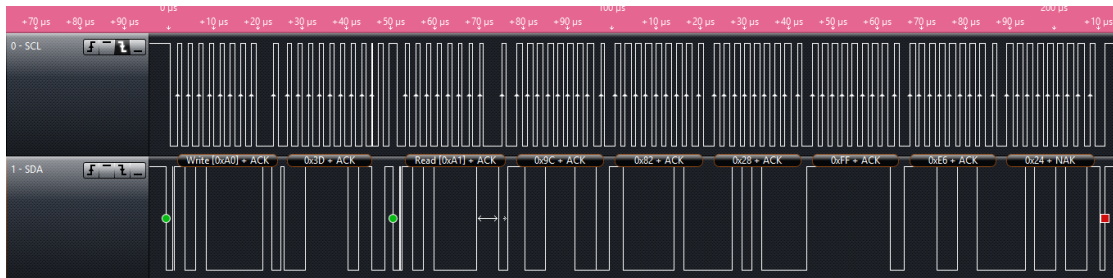 0 µs 100 µs 200 µs
+70 µs +80 µs +90 µs + +10 µs +20 µs +30 µs +40 µs +50 µs +60 µs +70 µs +80 µs +90 µs + +10 µs +20 µs +30 µs +40 µs +50 µs +60 µs +70 µs +80 µs +90 µs + +10 µs
0 - SCL
Write [0xA0] + ACK 0x3D + ACK Read [0xA1] + ACK 0x9C + ACK 0x82 + ACK 0x28 + ACK 0xFF + ACK 0xE6 + ACK 0x24 + NAK
1 - SDA